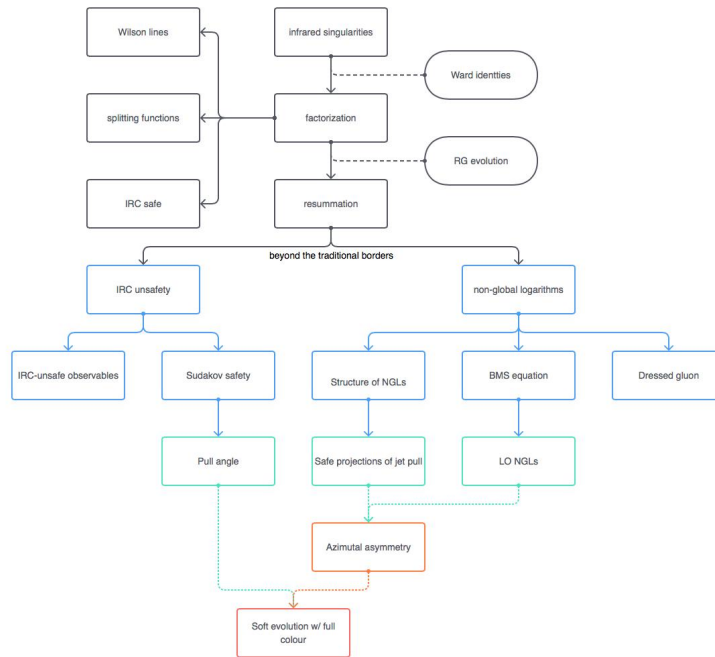 Wilson lines
infrared singularities
Ward identties
splitting functions
factorization
RG evolution
IRC safe
resummation
beyond the traditional borders
IRC unsafety
non-global logarithms
IRC-unsafe observables
Sudakov safety
Structure of NGLs
BMS equation
Dressed gluon
Pull angle
Safe projections of jet pull
LO NGLs
Azimutal asymmetry
Soft evolution w/ full
colour